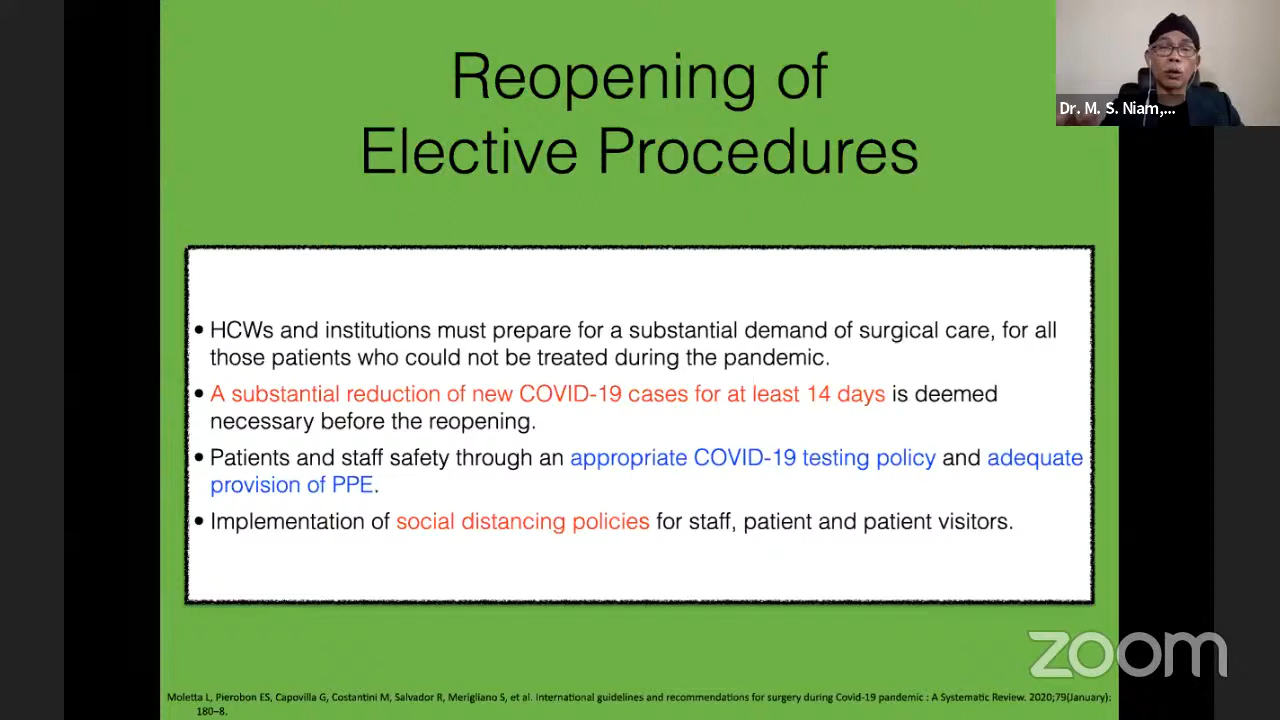 Reopening of
Elective Procedures
Dr. M. S. Niam,...
• HCWs and institutions must prepare for a substantial demand of surgical care, for all
those patients who could not be treated during the pandemic.
• A substantial reduction of new COVID-19 cases for at least 14 days is deemed
necessary before the reopening.
• Patients and staff safety through an appropriate COVID-19 testing policy and adequate
provision of PPE.
• Implementation of social distancing policies for staff, patient and patient visitors.
zoom
Moletta L, Pierobon ES, Capovilla G, Costantini M, Salvador R, Merigliano S, et al. International guidelines and recommendations for surgery during Covid-19 pandemic : A Systematic Review. 2020;79(January):
180–8.